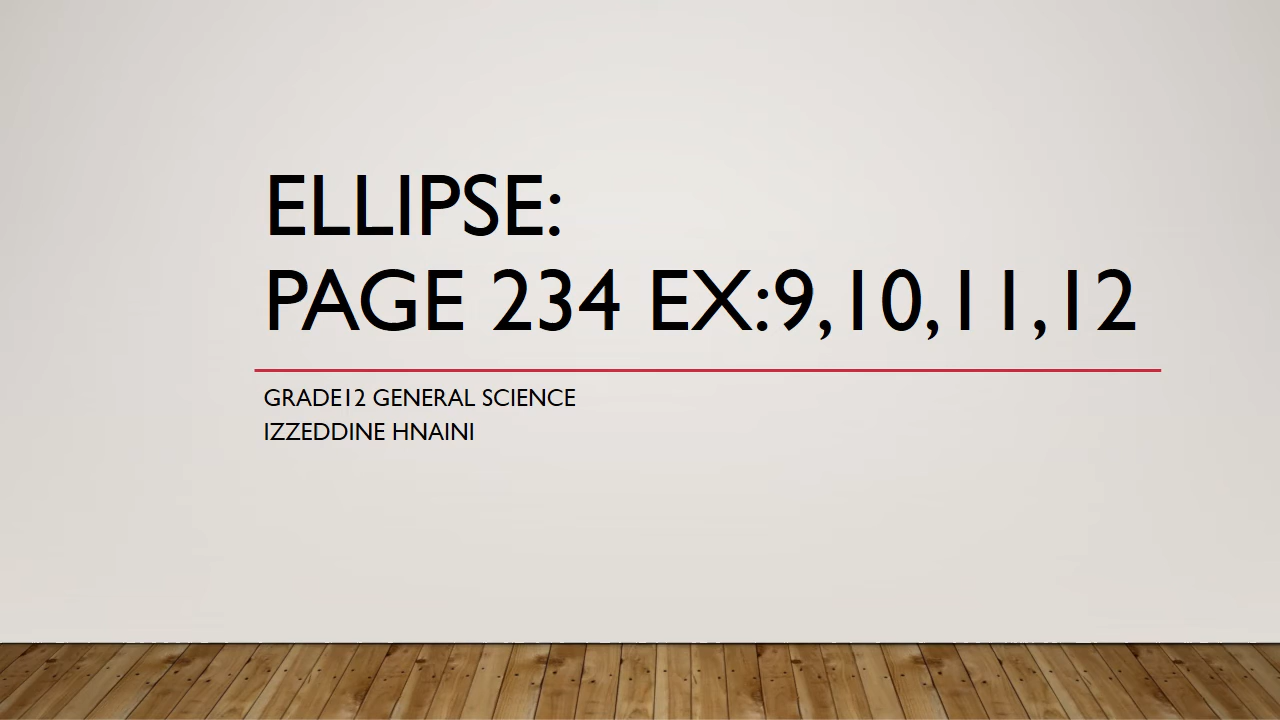 ELLIPSE:
PAGE 234 EX:9,10,11,12
GRADE12 GENERAL SCIENCE
IZZEDDINE HNAINI